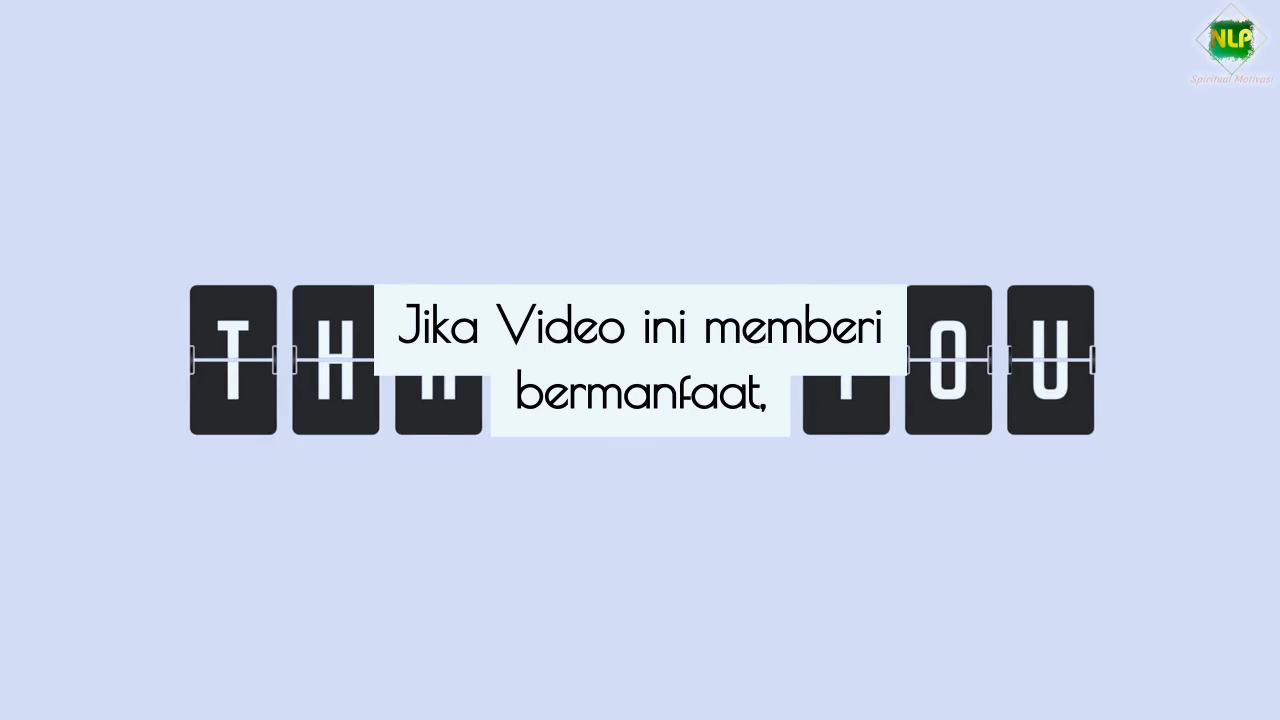 NLP
Spiritual Motivasi
Jika Video ini memberi
bermanfaat,
T H
O U